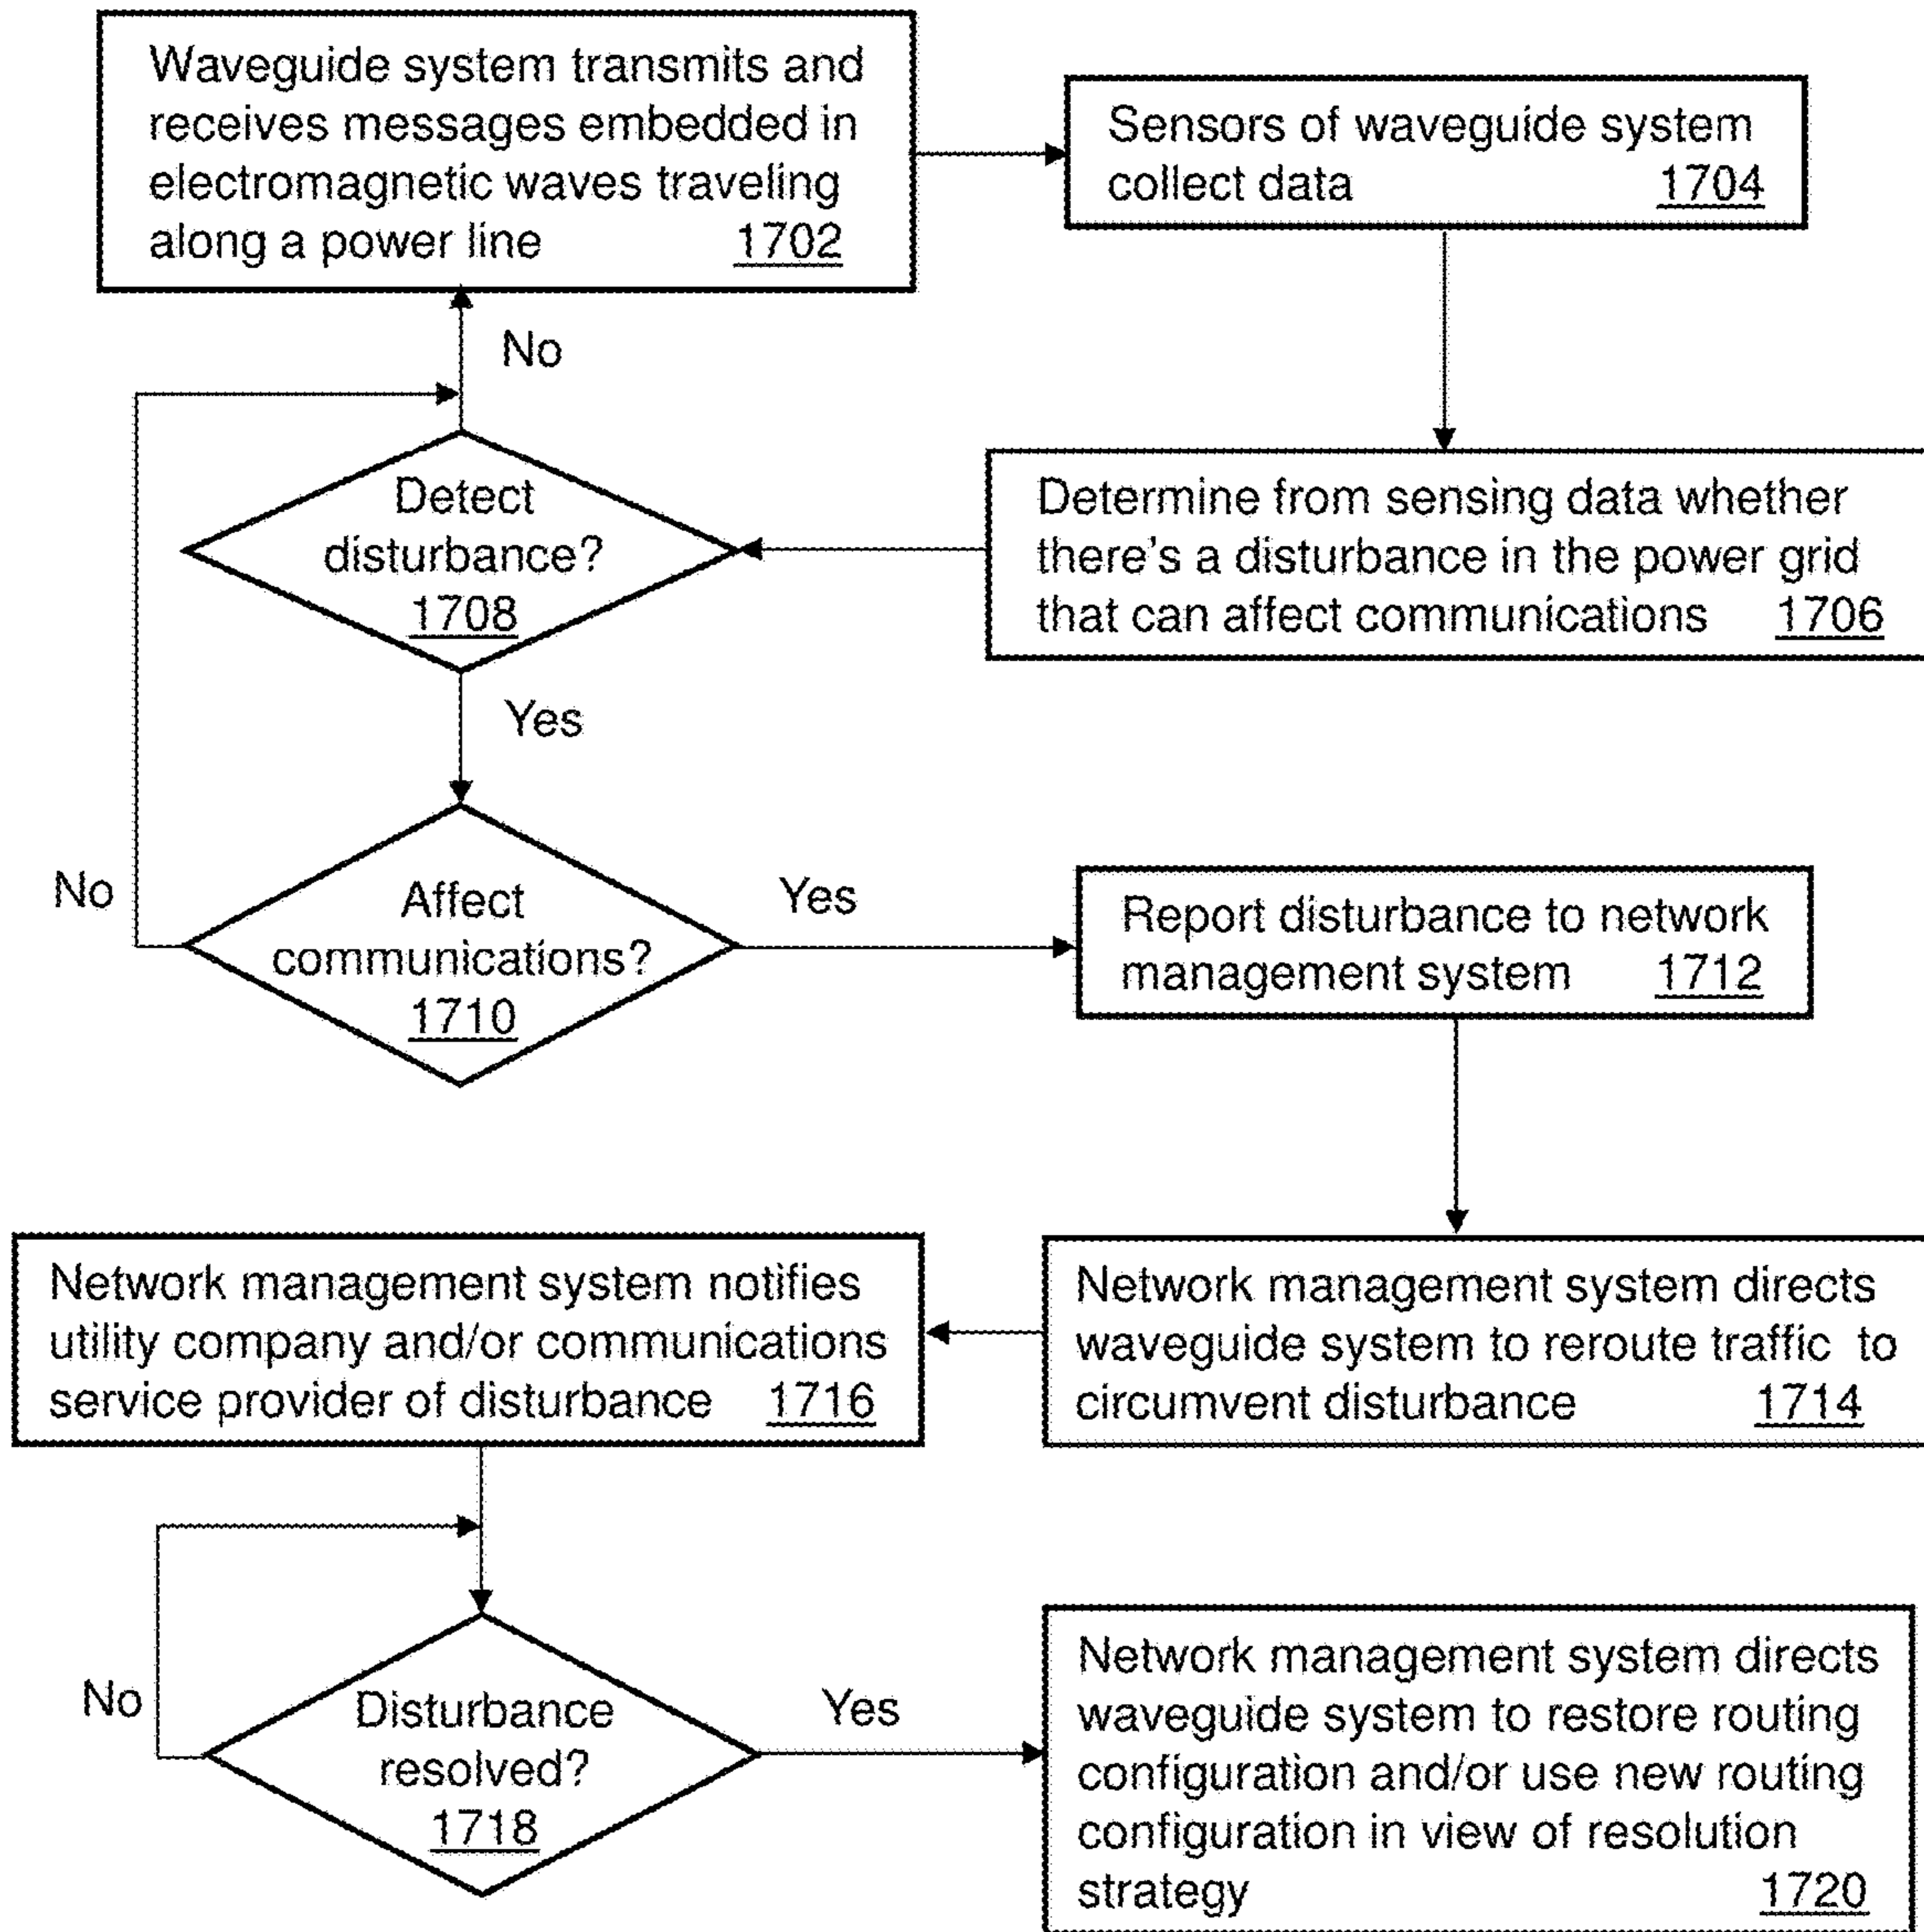 Waveguide system transmits and
receives messages embedded in
electromagnetic waves traveling
along a power line 1702
Sensors of waveguide system
collect data 1704
No
Detect
disturbance?
1708
Determine from sensing data whether
there's a disturbance in the power grid
that can affect communications 1706
Yes
No
Affect
communications?
1710
Yes
Report disturbance to network
management system 1712
Network management system notifies
utility company and/or communications
service provider of disturbance 1716
Network management system directs
waveguide system to reroute traffic to
circumvent disturbance 1714
No
Disturbance
resolved?
1718
Yes
Network management system directs
waveguide system to restore routing
configuration and/or use new routing
configuration in view of resolution
strategy 1720